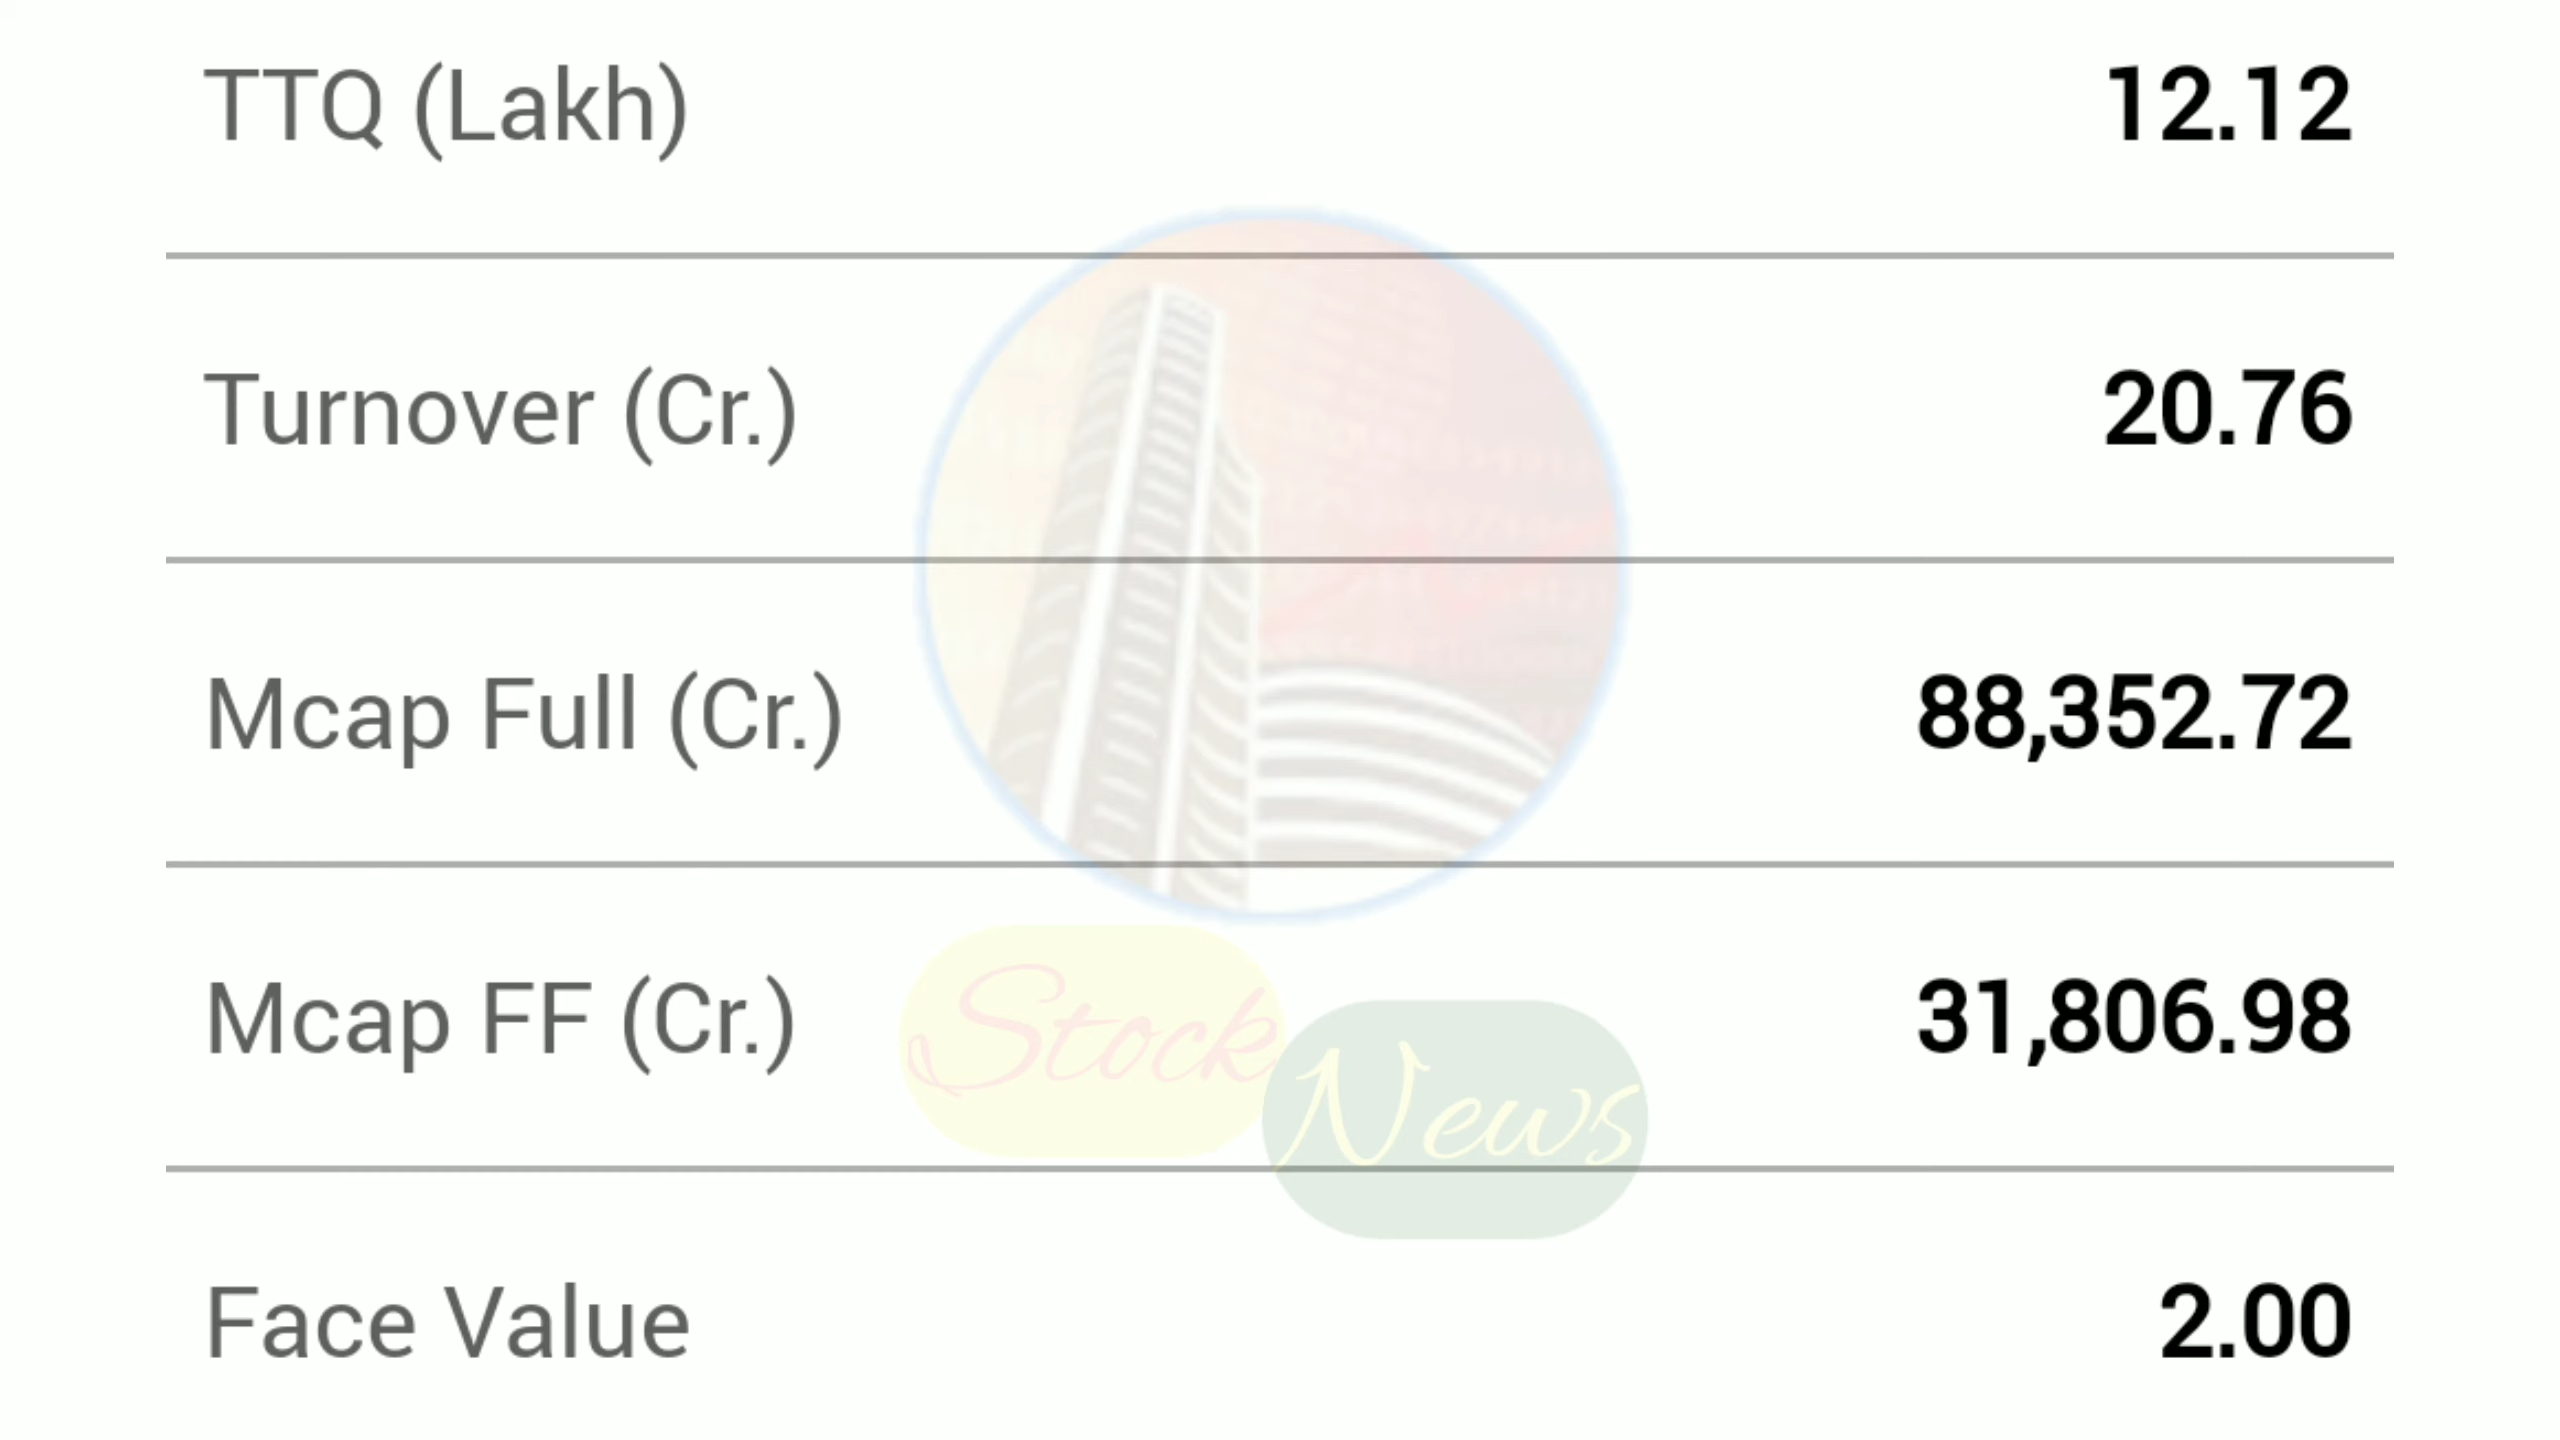 TTQ (Lakh) 12.12
Turnover (Cr.) 20.76
Mcap Full (Cr.) 88,352.72
Mcap FF (Cr.) 31,806.98
Stock
News
Face Value 2.00